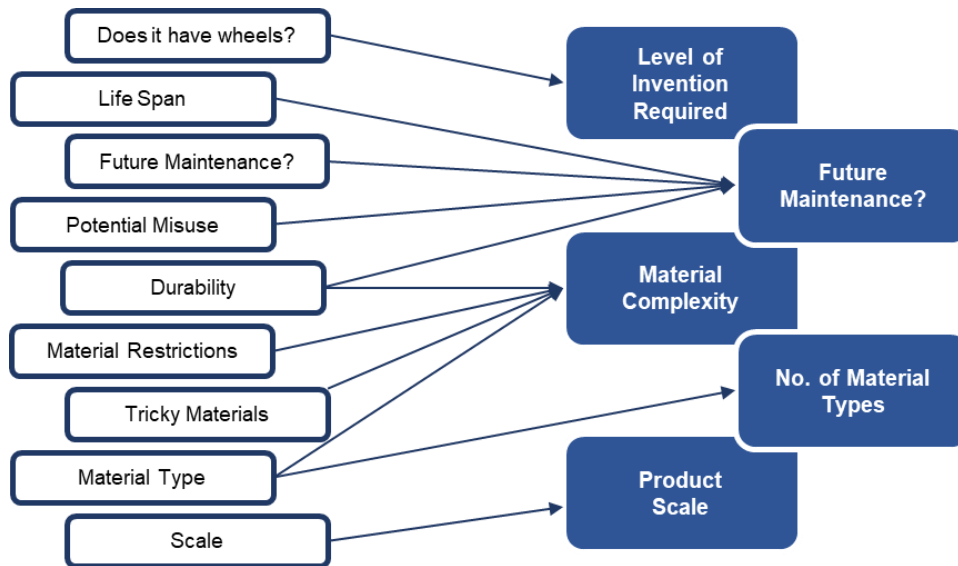 Does it have wheels?
Life Span
Future Maintenance?
Potential Misuse
Durability
Material Restrictions
Tricky Materials
Material Type
Scale
Level of
Invention
Required
Future
Maintenance?
Material
Complexity
No. of Material
Types
Product
Scale